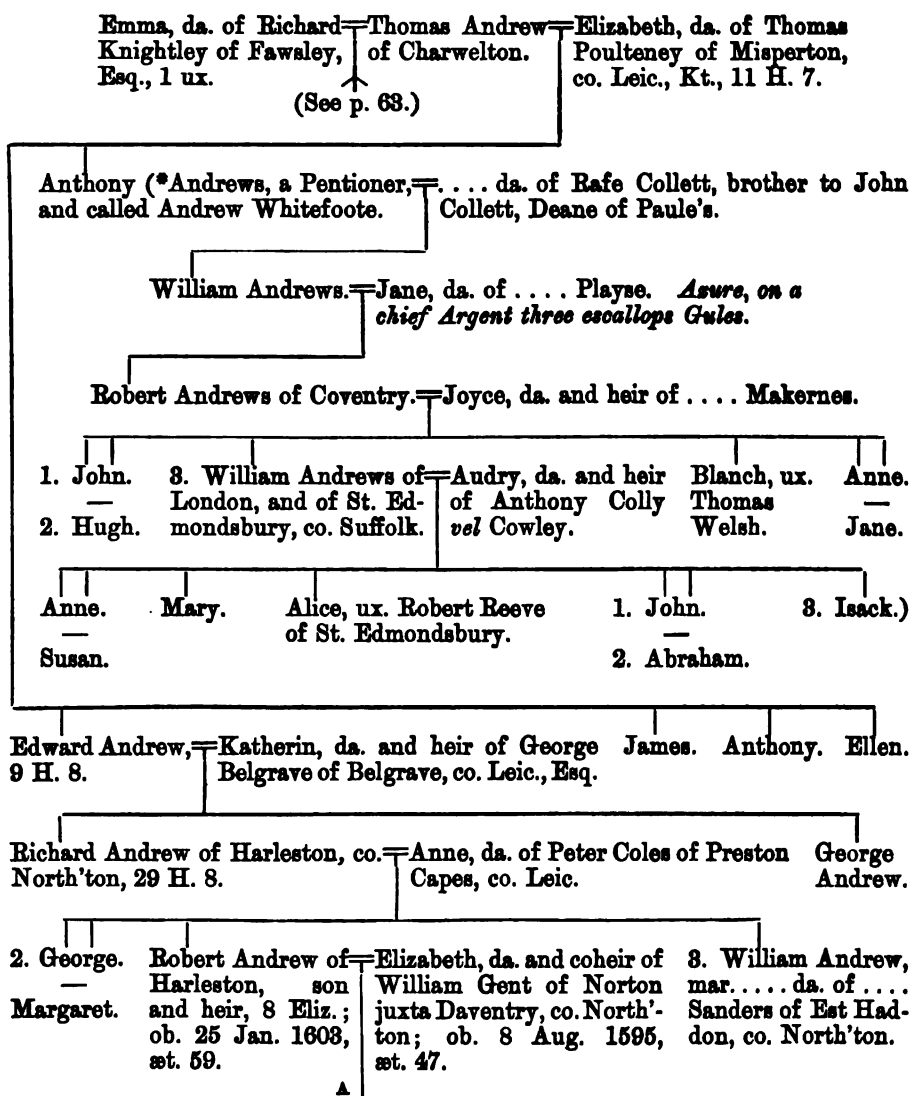 Emma, da. of Richard Thomas Andrew Elizabeth, da. of Thomas
Knightley of Fawsley, of Charwelton. Poulteney of Misperton,
Esq., 1 ux. co. Leic., Kt., 11 H. 7.
(See p. 63.)
Anthony (*Andrews, a Pentioner, . . . . da. of Rafe Collett, brother to John
and called Andrew Whitefoote. Collett, Deane of Paule's.
William Andrews. Jane, da. of . . . . Playse. Azure, on a
chief Argent three escallops Gules.
Robert Andrews of Coventry. Joyce, da. and heir of . . . . Makernes.
1. John. 3. William Andrews of Audry, da. and heir Blanch, ux. Anne.
— London, and of St. Ed- of Anthony Colly Thomas —
2. Hugh. mondsbury, co. Suffolk. vel Cowley. Welsh. Jane.
Anne. Mary. Alice, ux. Robert Reeve 1. John. 3. Isack.)
— of St. Edmondsbury. —
Susan. 2. Abraham.
Edward Andrew, Katherin, da. and heir of George James. Anthony. Ellen.
9 H. 8. Belgrave of Belgrave, co. Leic., Esq.
Richard Andrew of Harleston, co. Anne, da. of Peter Coles of Preston George
North'ton, 29 H. 8. Capes, co. Leic. Andrew.
2. George. Robert Andrew of Elizabeth, da. and coheir of 3. William Andrew,
— Harleston, son William Gent of Norton mar. . . . . da. of . . . .
Margaret. and heir, 8 Eliz.; juxta Daventry, co. North'- Sanders of Est Had-
ob. 25 Jan. 1603, ton; ob. 8 Aug. 1595, don, co. North'ton.
æt. 59. æt. 47.
A